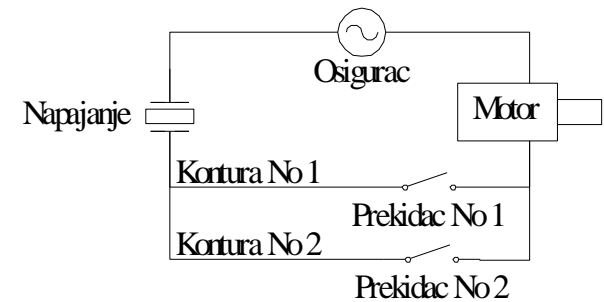 Osigurac
Napajanje
Motor
Kontura No 1
Prekidac No 1
Kontura No 2
Prekidac No 2